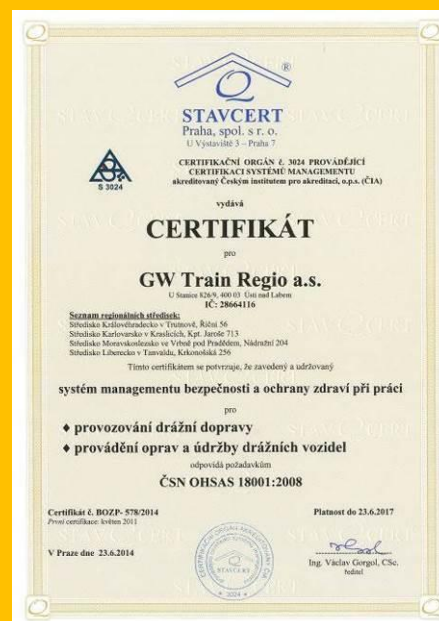 ®
Q
STAVCERT
Praha, spol. s r. o.
U Výstaviště 3 – Praha 7
S 3024
CERTIFIKAČNÍ ORGÁN č. 3024 PROVÁDĚJÍCÍ
CERTIFIKACI SYSTÉMŮ MANAGEMENTU
akreditovaný Českým institutem pro akreditaci, o.p.s. (ČIA)
vydává
CERTIFIKÁT
pro
GW Train Regio a.s.
U Stanice 826/9, 400 03 Ústí nad Labem
IČ: 28664116
Seznam regionálních středisek:
Středisko Královéhradecko v Trutnově, Říční 56
Středisko Karlovarsko v Kraslicích, Kpt. Jaroše 713
Středisko Moravskoslezsko ve Vrbně pod Pradědem, Nádražní 204
Středisko Liberecko v Tanvaldu, Krkonošská 256
Tímto certifikátem se potvrzuje, že zavedený a udržovaný
systém managementu bezpečnosti a ochrany zdraví při práci
pro
♦ provozování drážní dopravy
♦ provádění oprav a údržby drážních vozidel
odpovídá požadavkům
ČSN OHSAS 18001:2008
Certifikát č. BOZP- 578/2014
Platnost do 23.6.2017
První certifikace: květen 2011
V Praze dne 23.6.2014
Ing. Václav Gorgol, CSc.
ředitel
STAVCERT
3024